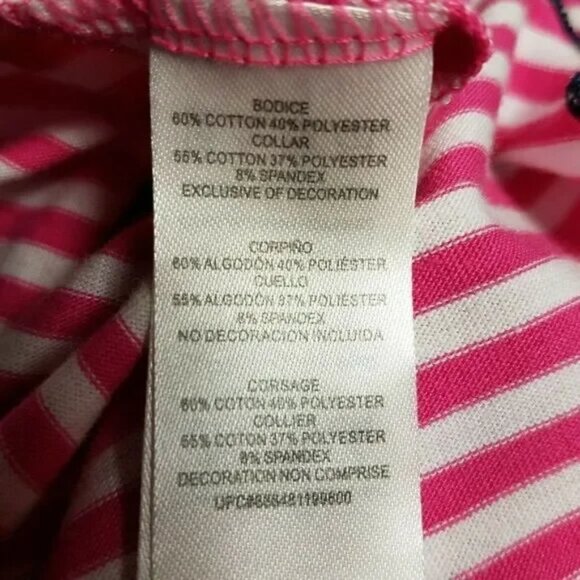 BODICE
60% COTTON 40% POLYESTER
COLLAR
55% COTTON 37% POLYESTER
8% SPANDEX
EXCLUSIVE OF DECORATION
CORPIÑO
60% ALGODÓN 40% POLIÉSTER
CUELLO
55% ALGODÓN 37% POLIÉSTER
8% SPANDEX
NO DECORACIÓN INCLUIDA
CORSAGE
60% COTON 40% POLYESTER
COLLIER
55% COTON 37% POLYESTER
8% SPANDEX
DECORATION NON COMPRISE